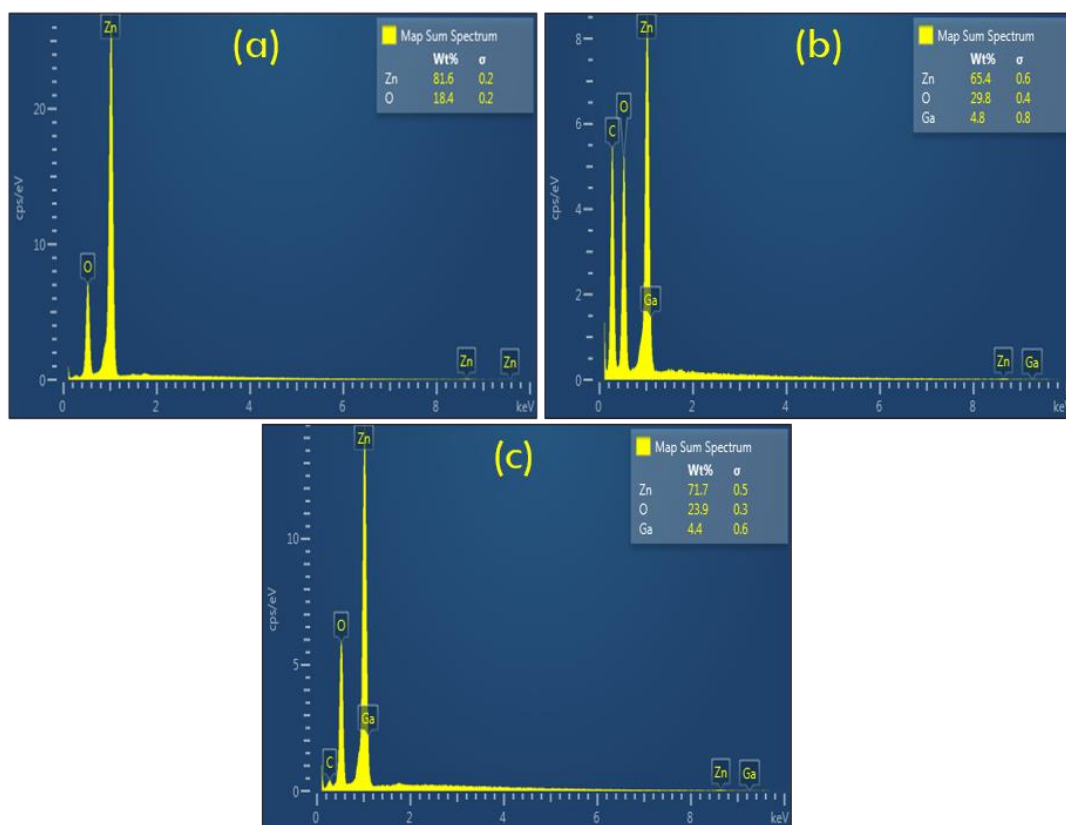 (a)
Map Sum Spectrum
Wt% σ
Zn 81.6 0.2
O 18.4 0.2
Zn
O
Zn
Zn
cps/eV
20
10
0
0 2 4 6 8 keV
(b)
Map Sum Spectrum
Wt% σ
Zn 65.4 0.6
O 29.8 0.4
Ga 4.8 0.8
Zn
O
C
Ga
Zn
Ga
cps/eV
8
6
4
2
0
0 2 4 6 8 keV
(c)
Map Sum Spectrum
Wt% σ
Zn 71.7 0.5
O 23.9 0.3
Ga 4.4 0.6
Zn
O
Ga
C
Zn
Ga
cps/eV
10
5
0
0 2 4 6 8 keV